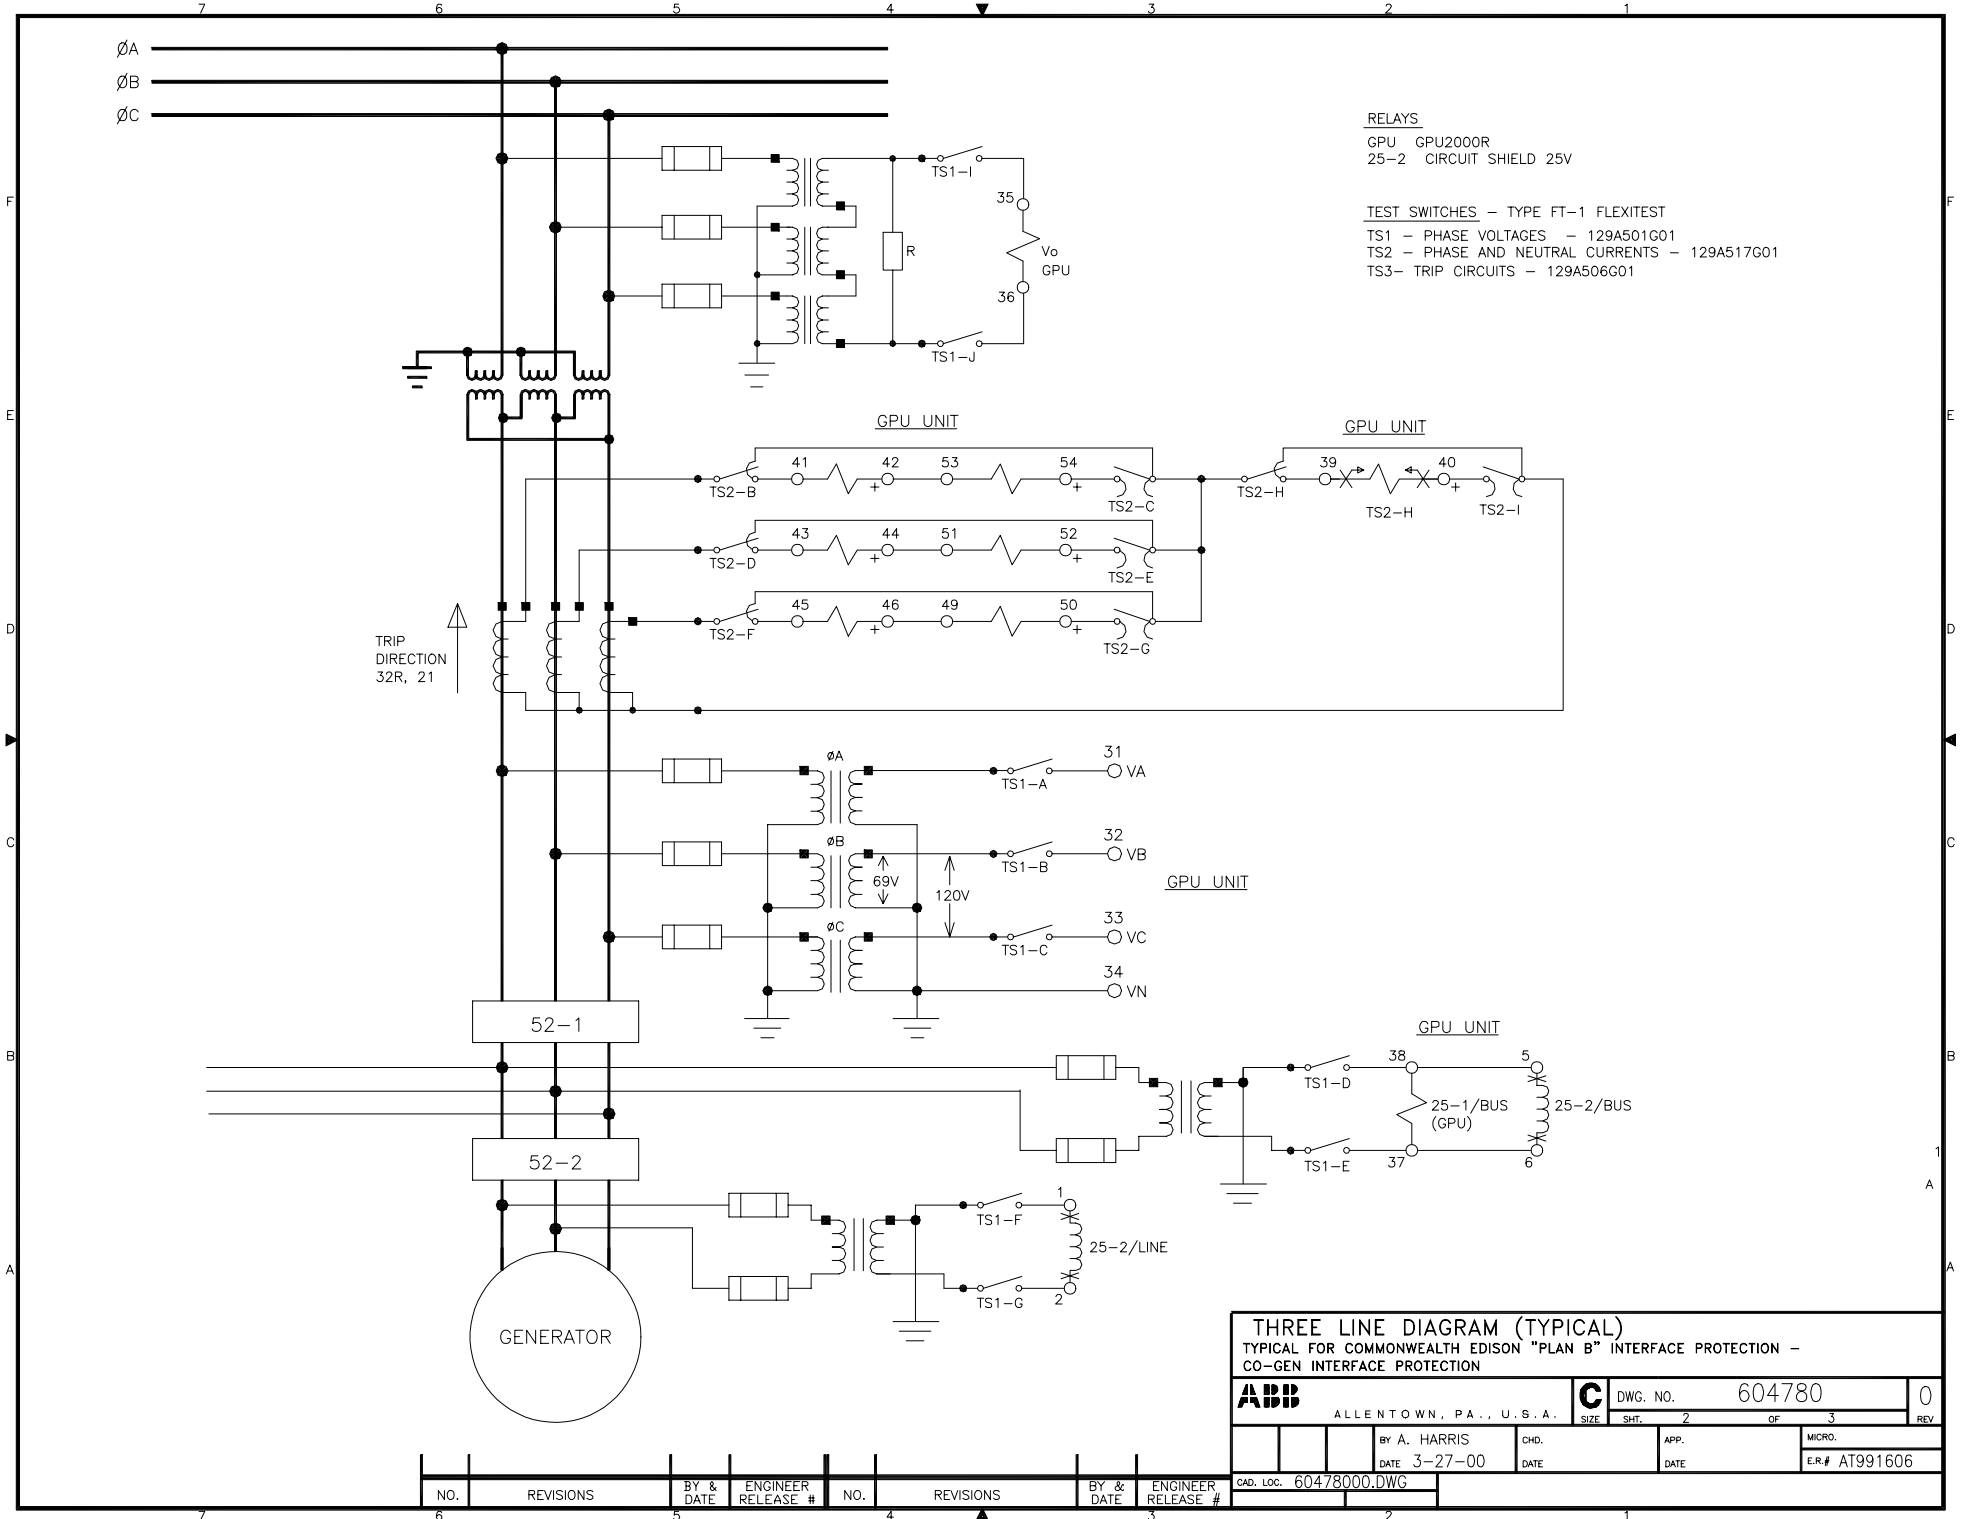 7 6 5 4 3 2 1
ØA
ØB
ØC
RELAYS
GPU GPU2000R
25-2 CIRCUIT SHIELD 25V
TEST SWITCHES - TYPE FT-1 FLEXITEST
TS1 - PHASE VOLTAGES - 129A501G01
TS2 - PHASE AND NEUTRAL CURRENTS - 129A517G01
TS3- TRIP CIRCUITS - 129A506G01
F
F
TS1-I
35
R
Vo
GPU
36
TS1-J
E
E
GPU UNIT
GPU UNIT
41 42 53 54
39 40
+ + +
TS2-B
TS2-C
TS2-H
TS2-H
TS2-I
43 44 51 52
+ +
TS2-D
TS2-E
45 46 49 50
+ +
TS2-F
TS2-G
D
D
TRIP
DIRECTION
32R, 21
ØA
31
VA
TS1-A
C
C
ØB
32
VB
TS1-B
69V
120V
GPU UNIT
ØC
33
VC
TS1-C
34
VN
52-1
GPU UNIT
B
B
38
5
TS1-D
25-1/BUS
(GPU)
25-2/BUS
TS1-E
37
6
52-2
1
A
1
TS1-F
25-2/LINE
TS1-G
2
A
A
GENERATOR
THREE LINE DIAGRAM (TYPICAL)
TYPICAL FOR COMMONWEALTH EDISON "PLAN B" INTERFACE PROTECTION -
CO-GEN INTERFACE PROTECTION
ABB
ALLENTOWN, PA., U.S.A.
C
SIZE
DWG. NO. 604780
0
REV
SHT. 2 OF 3
BY A. HARRIS
DATE 3-27-00
CHD.
DATE
APP.
DATE
MICRO.
E.R.# AT991606
CAD. LOC. 60478000.DWG
NO. REVISIONS BY & DATE ENGINEER RELEASE # NO. REVISIONS BY & DATE ENGINEER RELEASE #
7 6 5 4 3 2 1